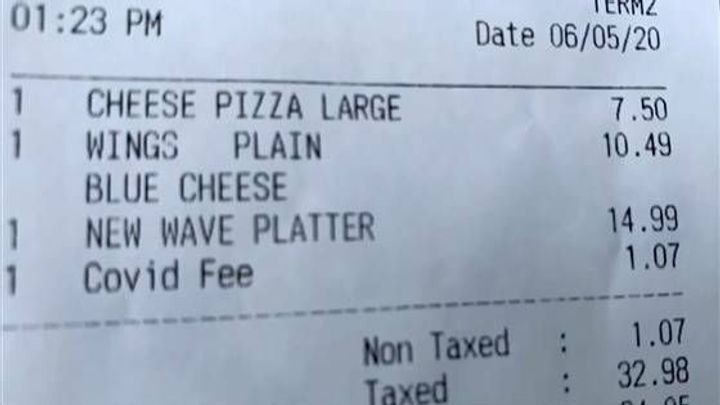 TERM2
01:23 PM
Date 06/05/20
1 CHEESE PIZZA LARGE 7.50
1 WINGS PLAIN 10.49
BLUE CHEESE
1 NEW WAVE PLATTER 14.99
1 Covid Fee 1.07
Non Taxed : 1.07
Taxed : 32.98